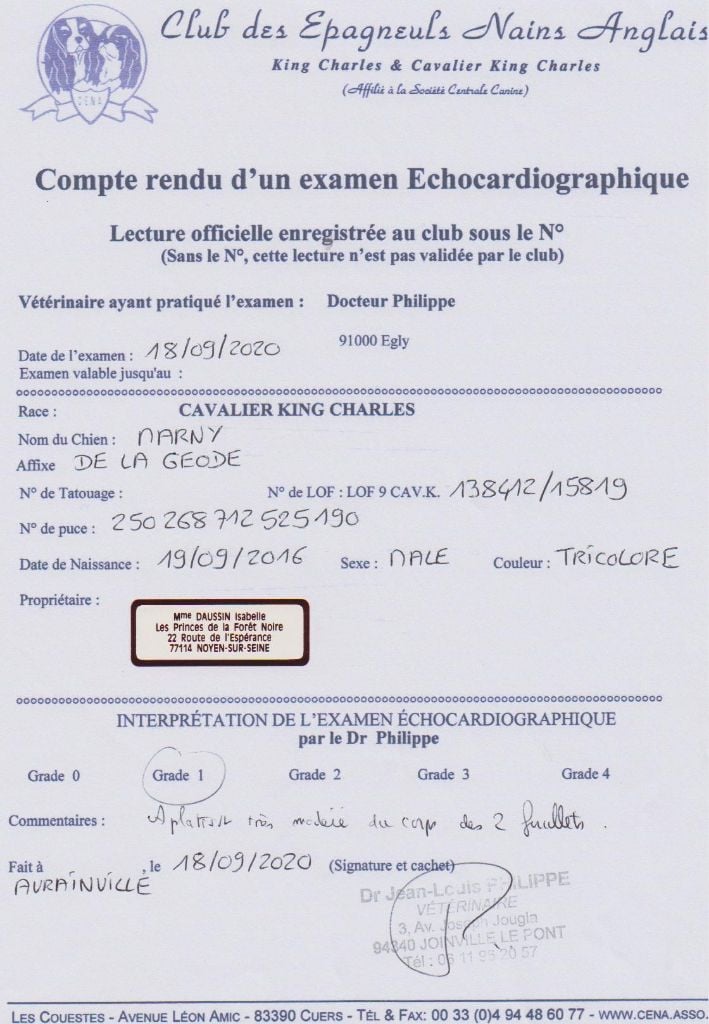 CENA
Club des Epagneuls Nains Anglais
King Charles & Cavalier King Charles
(Affilié à la Société Centrale Canine)
Compte rendu d'un examen Echocardiographique
Lecture officielle enregistrée au club sous le N°
(Sans le N°, cette lecture n'est pas validée par le club)
Vétérinaire ayant pratiqué l'examen : Docteur Philippe
91000 Egly
Date de l'examen : 18/09/2020
Examen valable jusqu'au :
Race : CAVALIER KING CHARLES
Nom du Chien : MARNY
Affixe DE LA GEODE
N° de Tatouage : N° de LOF : LOF 9 CAV.K. 138412/15819
N° de puce : 250 268 712 525 190
Date de Naissance : 19/09/2016 Sexe : MALE Couleur : TRICOLORE
Propriétaire :
Mme DAUSSIN Isabelle
Les Princes de la Forêt Noire
22 Route de l'Espérance
77114 NOYEN-SUR-SEINE
INTERPRÉTATION DE L'EXAMEN ÉCHOCARDIOGRAPHIQUE
par le Dr Philippe
Grade 0 Grade 1 Grade 2 Grade 3 Grade 4
Commentaires : très modéré du corps des 2 feuillets.
Fait à AURAINVILLE, le 18/09/2020 (Signature et cachet)
Dr Jean-Louis PHILIPPE
VÉTÉRINAIRE
3, Av. Joseph Jougla
94340 JOINVILLE LE PONT
Tél : 06 11 95 20 57
LES COUESTES - AVENUE LÉON AMIC - 83390 CUERS - TÉL & FAX: 00 33 (0)4 94 48 60 77 - WWW.CENA.ASSO.